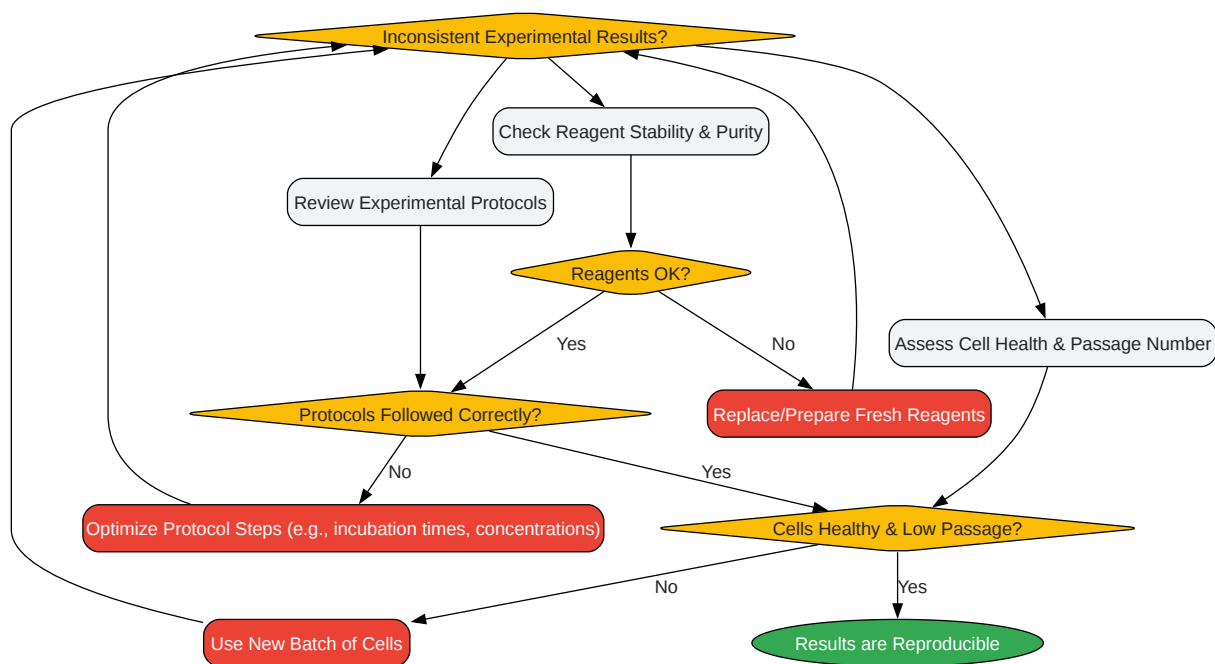 Inconsistent Experimental Results?
Check Reagent Stability & Purity
Review Experimental Protocols
Reagents OK?
Assess Cell Health & Passage Number
Yes
No
Protocols Followed Correctly?
Replace/Prepare Fresh Reagents
No
Yes
Optimize Protocol Steps (e.g., incubation times, concentrations)
Cells Healthy & Low Passage?
No
Yes
Use New Batch of Cells
Results are Reproducible